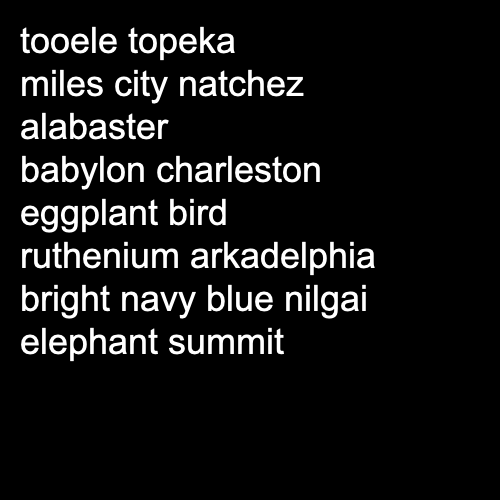 tooele topeka
miles city natchez
alabaster
babylon charleston
eggplant bird
ruthenium arkadelphia
bright navy blue nilgai
elephant summit